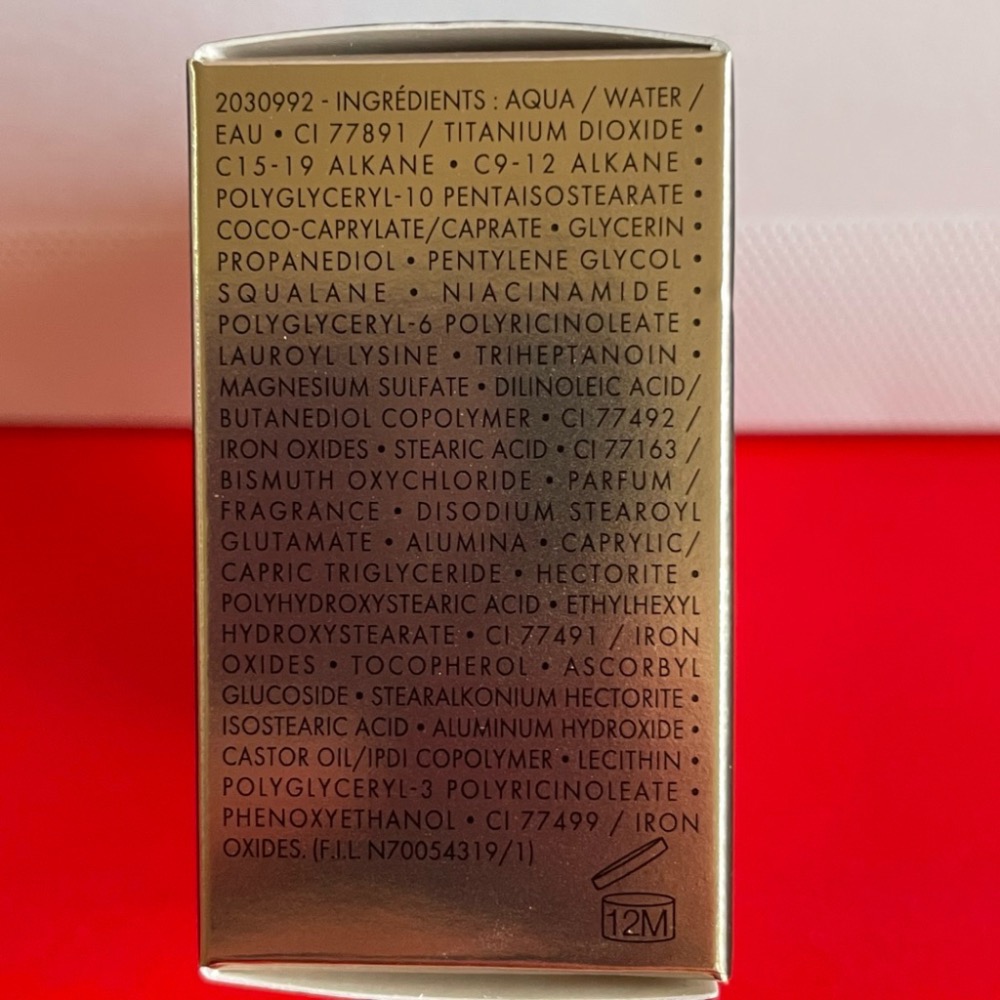 2030992 - INGRÉDIENTS : AQUA / WATER /
EAU • CI 77891 / TITANIUM DIOXIDE •
C15-19 ALKANE • C9-12 ALKANE •
POLYGLYCERYL-10 PENTAISOSTEARATE •
COCO-CAPRYLATE/CAPRATE • GLYCERIN •
PROPANEDIOL • PENTYLENE GLYCOL •
SQUALANE • NIACINAMIDE •
POLYGLYCERYL-6 POLYRICINOLEATE •
LAUROYL LYSINE • TRIHEPTANOIN •
MAGNESIUM SULFATE • DILINOLEIC ACID/
BUTANEDIOL COPOLYMER • CI 77492 /
IRON OXIDES • STEARIC ACID • CI 77163 /
BISMUTH OXYCHLORIDE • PARFUM /
FRAGRANCE • DISODIUM STEAROYL
GLUTAMATE • ALUMINA • CAPRYLIC/
CAPRIC TRIGLYCERIDE • HECTORITE •
POLYHYDROXYSTEARIC ACID • ETHYLHEXYL
HYDROXYSTEARATE • CI 77491 / IRON
OXIDES • TOCOPHEROL • ASCORBYL
GLUCOSIDE • STEARALKONIUM HECTORITE •
ISOSTEARIC ACID • ALUMINUM HYDROXIDE •
CASTOR OIL/IPDI COPOLYMER • LECITHIN •
POLYGLYCERYL-3 POLYRICINOLEATE •
PHENOXYETHANOL • CI 77499 / IRON
OXIDES. (F.I.L. N70054319/1)
12M